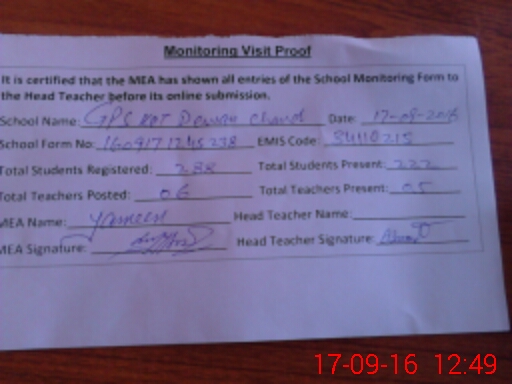 Monitoring Visit Proof
It is certified that the MEA has shown all entries of the School Monitoring Form to
the Head Teacher before its online submission.
School Name: GPS KOT Dewan Chand Date: 17-09-2016
School Form No: EMIS Code: 34110215
Total Students Registered: 288 Total Students Present: 222
Total Teachers Posted: 06 Total Teachers Present: 05
MEA Name: Yameen Head Teacher Name:
MEA Signature: Head Teacher Signature:
17-09-16 12:49